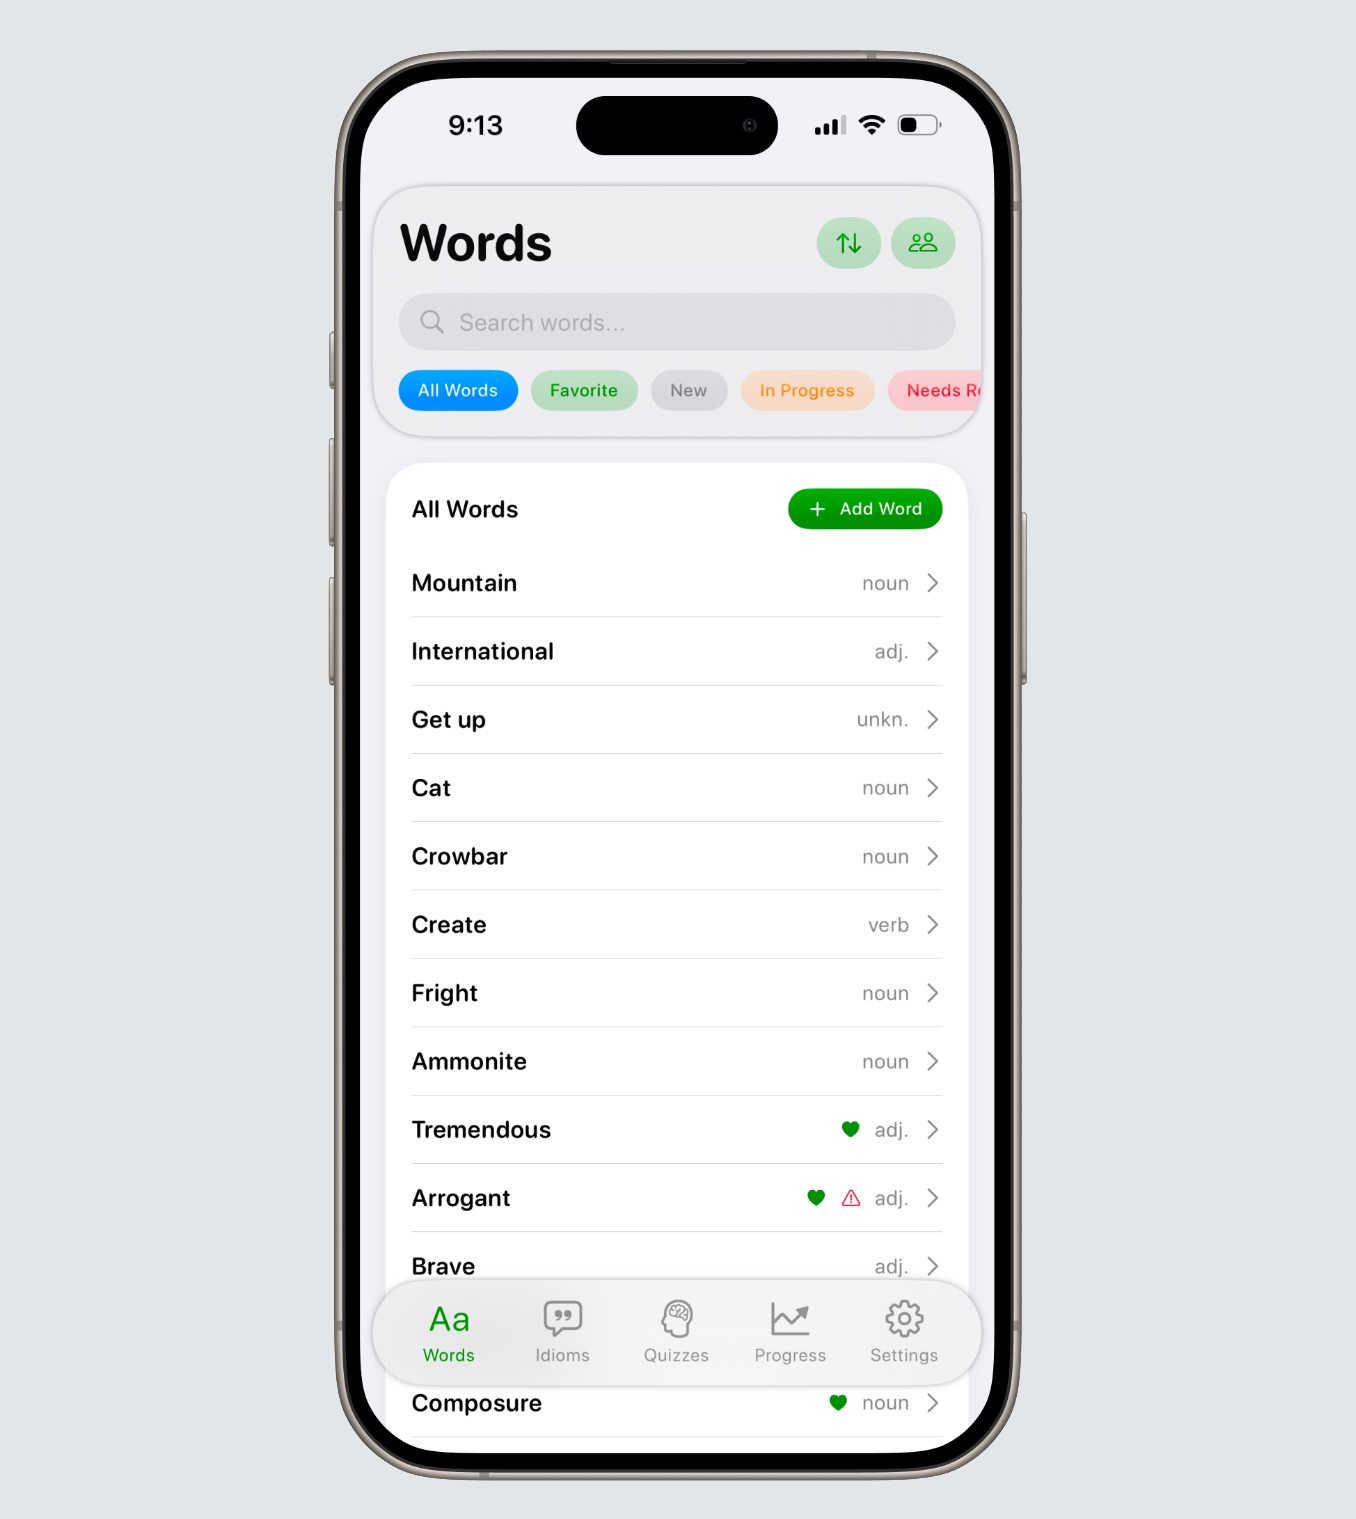 9:13
Words
Search words...
All Words Favorite New In Progress Needs
All Words + Add Word
Mountain noun
International adj.
Get up unkn.
Cat noun
Crowbar noun
Create verb
Fright noun
Ammonite noun
Tremendous adj.
Arrogant adj.
Brave adj.
Aa
Words Idioms Quizzes Progress Settings
Composure noun